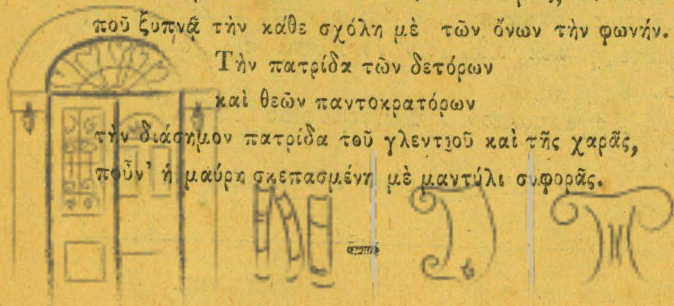 ποῦ ξυπνᾷ τὴν κάθε σχόλη μὲ τῶν ὄνων τὴν φωνήν.
Τὴν πατρίδα τῶν δετόρων
καὶ θεῶν παντοκρατόρων
τὴν διάσημον πατρίδα τοῦ γλεντιοῦ καὶ τῆς χαρᾶς,
ποὖν' ἡ μαύρη σκεπασμένη μὲ μαντύλι συφορᾶς.